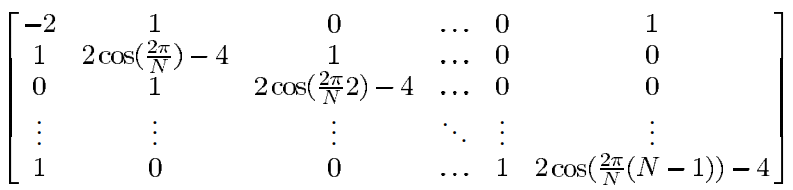 -2 1 0 … 0 1
1 2cos(2π/N) − 4 1 … 0 0
0 1 2cos(2π/N 2) − 4 … 0 0
⋮ ⋮ ⋮ ⋱ ⋮ ⋮
1 0 0 … 1 2cos(2π/N (N − 1)) − 4